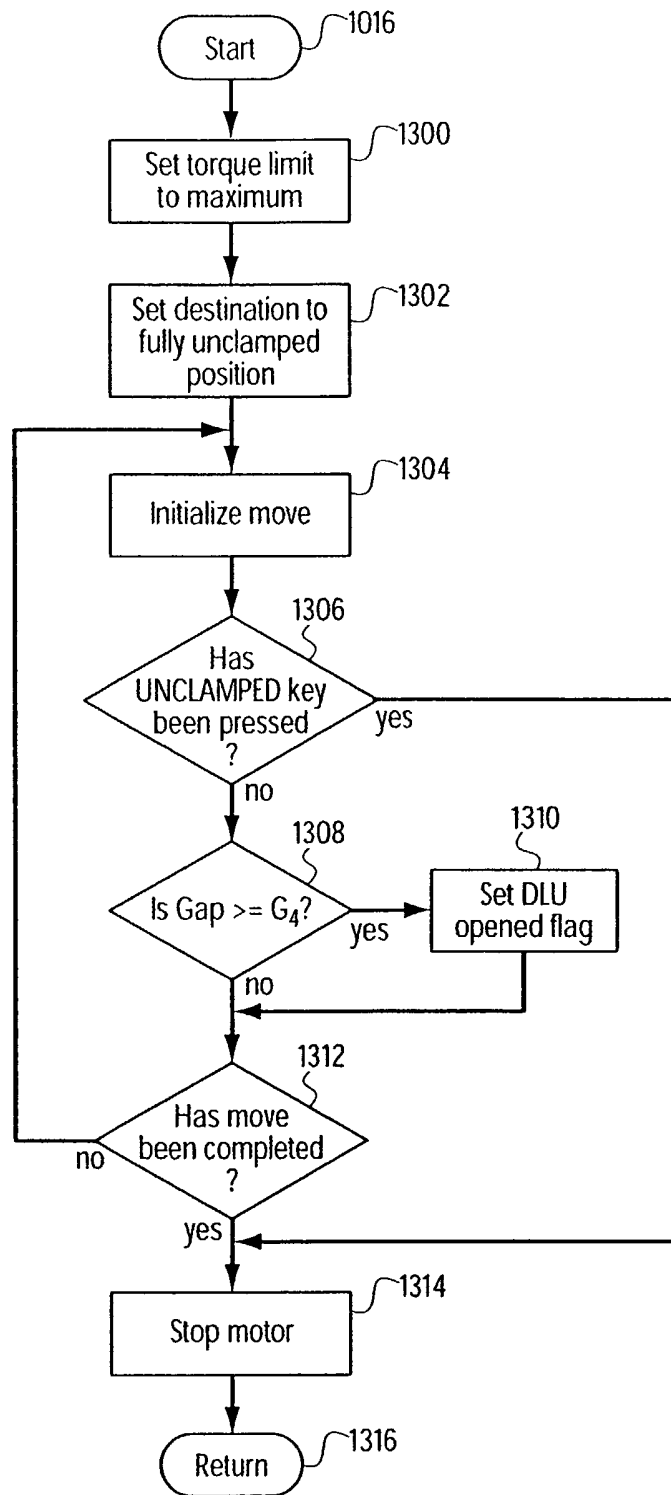 1016
Start
1300
Set torque limit
to maximum
1302
Set destination to
fully unclamped
position
1304
Initialize move
1306
Has
UNCLAMPED key
been pressed
?
yes
no
1308
Is Gap >= G₄?
yes
no
1310
Set DLU
opened flag
1312
Has move
been completed
?
no
yes
1314
Stop motor
1316
Return